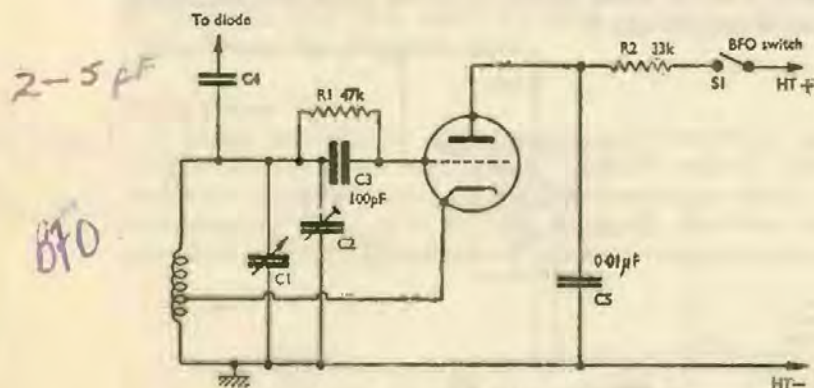 To diode
2-5 pF
C4
R1 47k
C3
100pF
C2
C1
BFO
R2 33k
BFO switch
S1
HT+
0·01μF
C5
HT—